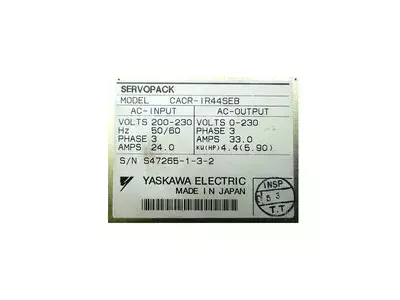 SERVOPACK
MODEL CACR-IR44SEB
AC-INPUT AC-OUTPUT
VOLTS 200-230 VOLTS 0-230
Hz 50/60 PHASE 3
PHASE 3 AMPS 33.0
AMPS 24.0 KW(HP) 4.4(5.90)
S/N S47265-1-3-2
YASKAWA ELECTRIC
MADE IN JAPAN
INSP
5 3
T.T